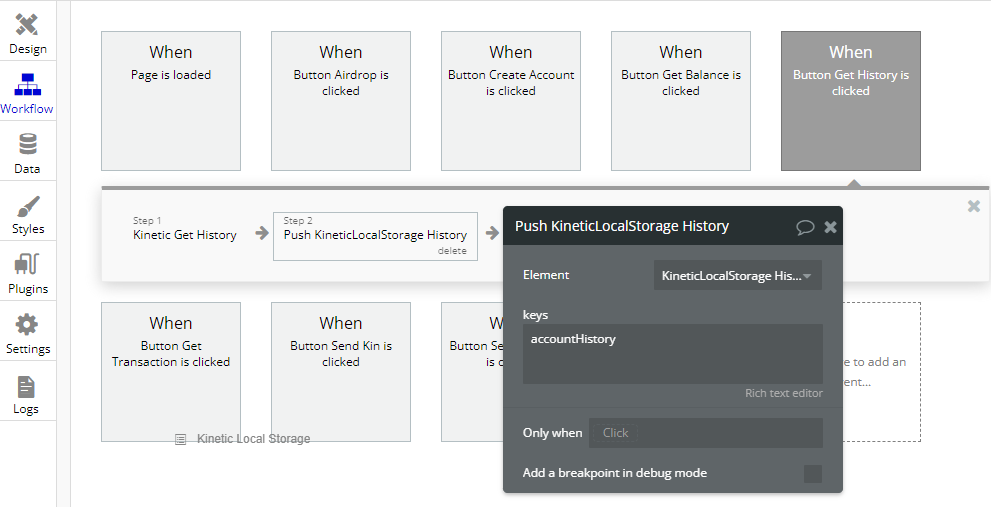 Design
Workflow
Data
Styles
Plugins
Settings
Logs
When
Page is loaded
When
Button Airdrop is
clicked
When
Button Create Account
is clicked
When
Button Get Balance is
clicked
When
Button Get History is
clicked
Step 1
Kinetic Get History
Step 2
Push KineticLocalStorage History
delete
Push KineticLocalStorage History
Element
KineticLocalStorage His...
keys
accountHistory
Rich text editor
Only when
Click
Add a breakpoint in debug mode
When
Button Get
Transaction is clicked
When
Button Send Kin is
clicked
Button Se
is c
to add an
Kinetic Local Storage